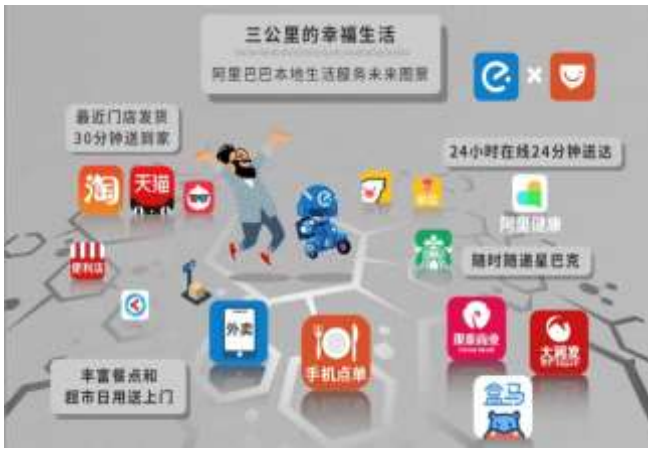 三公里的幸福生活
阿里巴巴本地生活服务未来图景
最近门店发货
30分钟送到家
24小时在线24分钟送达
淘
天猫
阿里健康
随时随递星巴克
便利店
外卖
手机点单
大润发
盒马
丰富餐点和
超市日用送上门